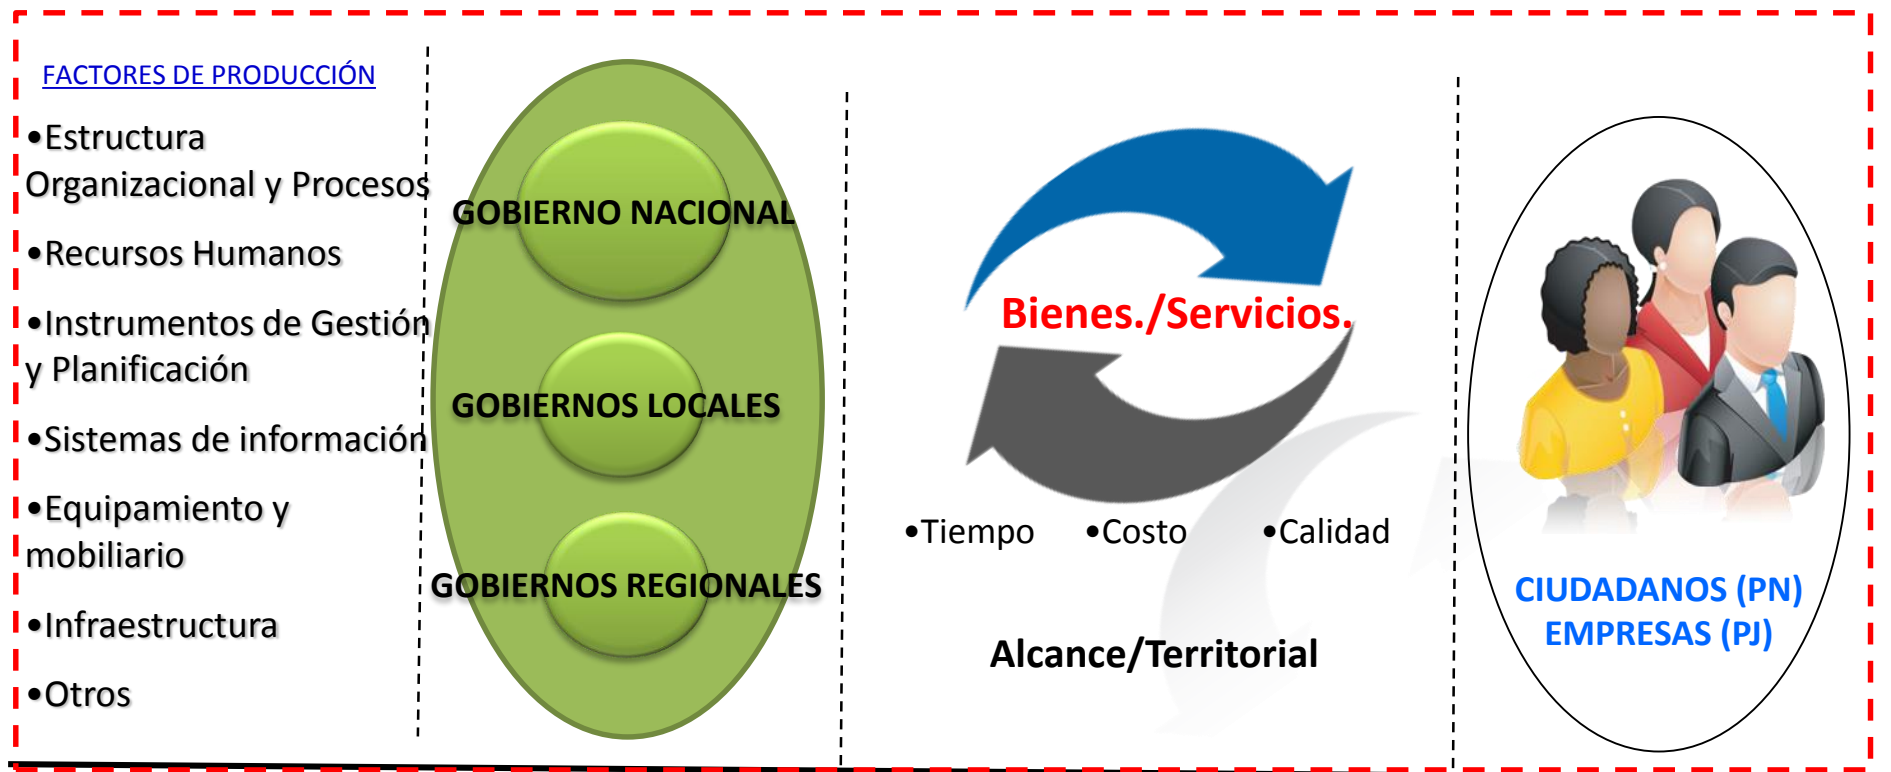 FACTORES DE PRODUCCIÓN
•Estructura
Organizacional y Procesos
•Recursos Humanos
•Instrumentos de Gestión
y Planificación
•Sistemas de información
•Equipamiento y
mobiliario
•Infraestructura
•Otros
GOBIERNO NACIONAL
GOBIERNOS LOCALES
GOBIERNOS REGIONALES
Bienes./Servicios.
•Tiempo •Costo •Calidad
Alcance/Territorial
CIUDADANOS (PN)
EMPRESAS (PJ)